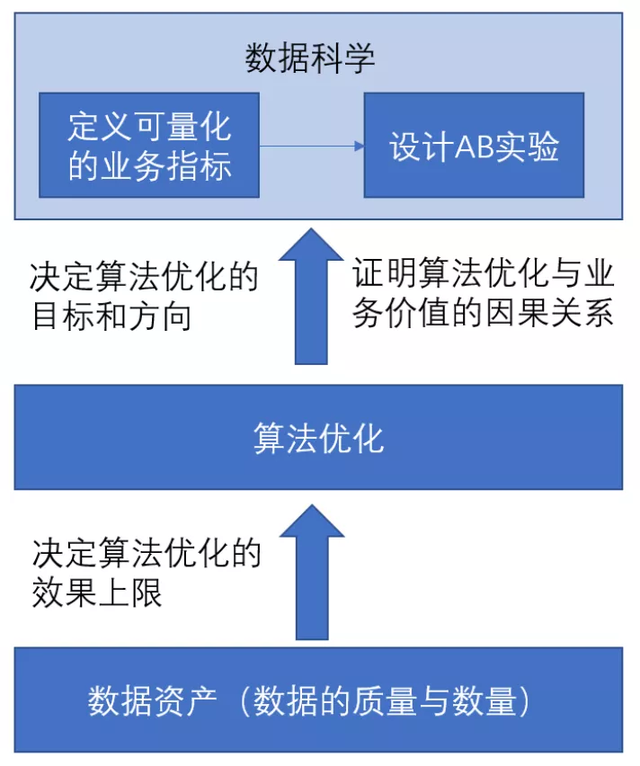 数据科学
定义可量化
的业务指标
设计AB实验
决定算法优化的
目标和方向
证明算法优化与业
务价值的因果关系
算法优化
决定算法优化的
效果上限
数据资产（数据的质量与数量）